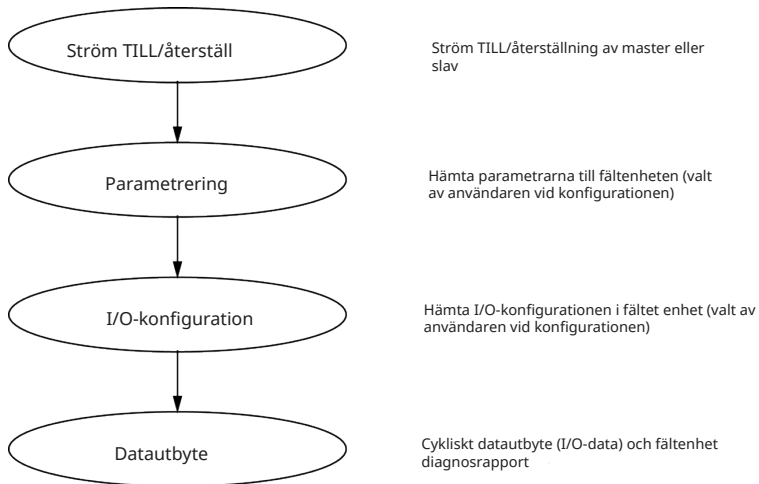 Ström TILL/återställ
Ström TILL/återställning av master eller
slav
Parametrering
Hämta parametrarna till fältenheten (valt
av användaren vid konfigurationen)
I/O-konfiguration
Hämta I/O-konfigurationen i fältet enhet (valt av
användaren vid konfigurationen)
Datautbyte
Cykliskt datautbyte (I/O-data) och fältenhet
diagnosrapport